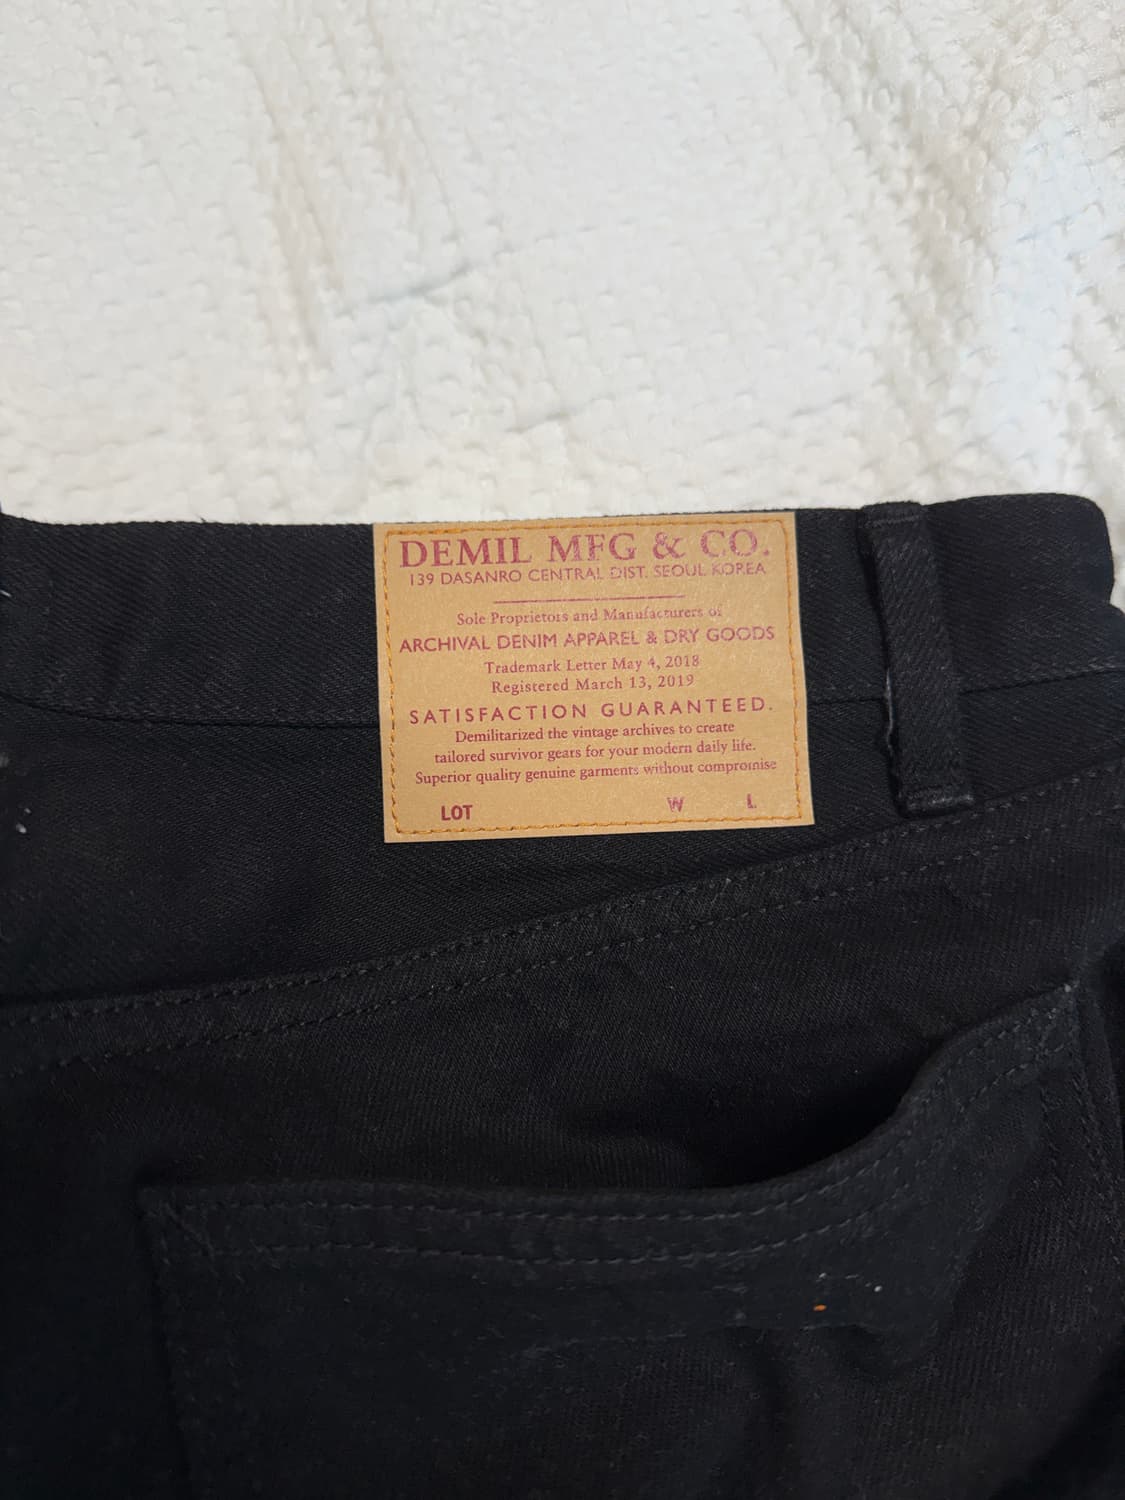 DEMIL MFG & CO.
139 DASANRO CENTRAL DIST. SEOUL KOREA
Sole Proprietors and Manufacturers of
ARCHIVAL DENIM APPAREL & DRY GOODS
Trademark Letter May 4, 2018
Registered March 13, 2019
SATISFACTION GUARANTEED.
Demilitarized the vintage archives to create
tailored survivor gears for your modern daily life.
Superior quality genuine garments without compromise
LOT W L